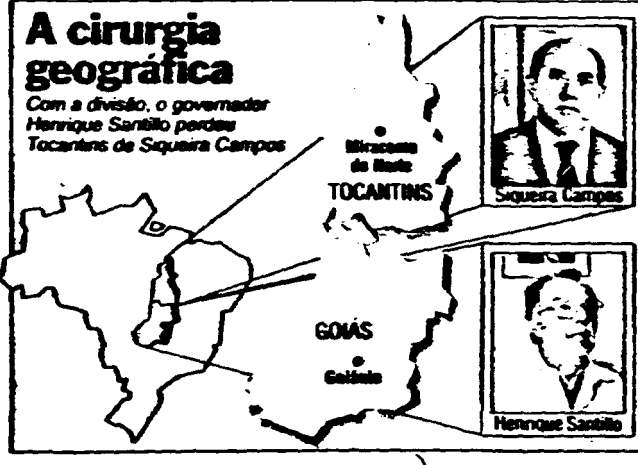 A cirurgia
geográfica
Com a divisão, o governador
Henrique Santillo perdeu
Tocantins de Siqueira Campos
Miracema
do Norte
TOCANTINS
Siqueira Campos
GOIÁS
Goiânia
Henrique Santillo